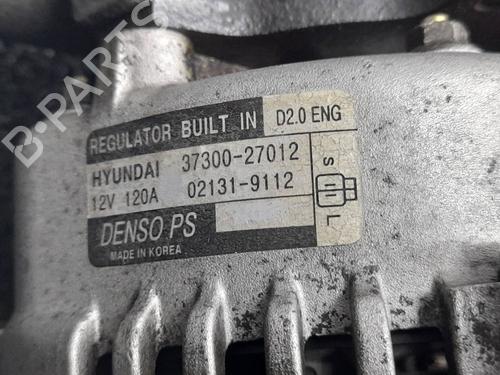 REGULATOR BUILT IN D2.0 ENG
HYUNDAI 37300-27012
12V 120A 02131-9112
S
L
DENSO PS
MADE IN KOREA
B-PARTS